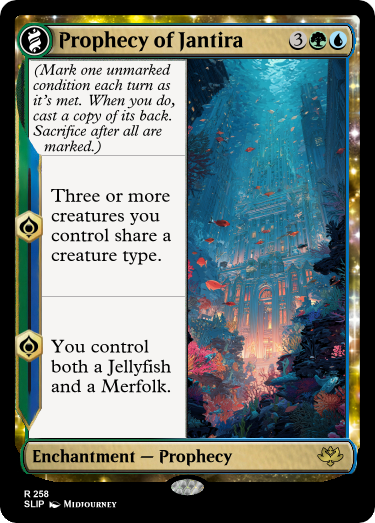 Prophecy of Jantira 3
(Mark one unmarked
condition each turn as
it's met. When you do,
cast a copy of its back.
Sacrifice after all are
marked.)
Three or more
creatures you
control share a
creature type.
You control
both a Jellyfish
and a Merfolk.
Enchantment — Prophecy
R 258
SLIP Midjourney